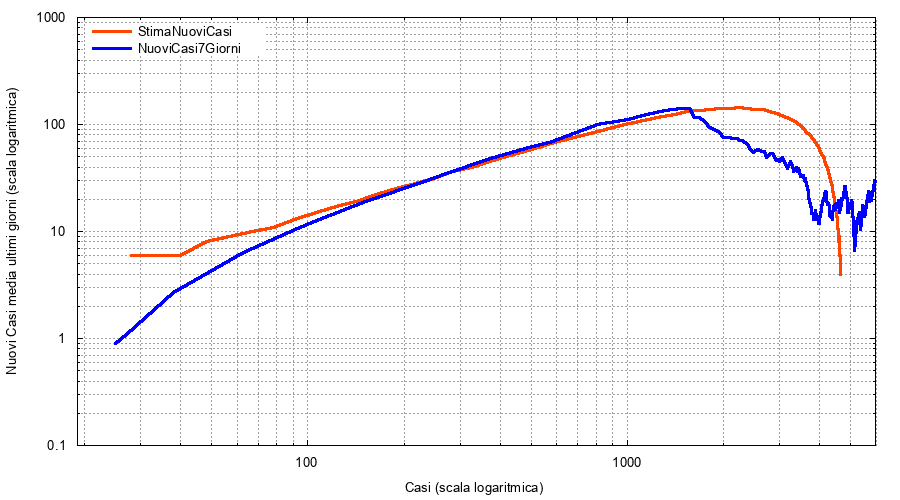 1000
100
10
1
0.1
StimaNuoviCasi
NuoviCasi7Giorni
Nuovi Casi media ultimi giorni (scala logaritmica)
100
1000
Casi (scala logaritmica)